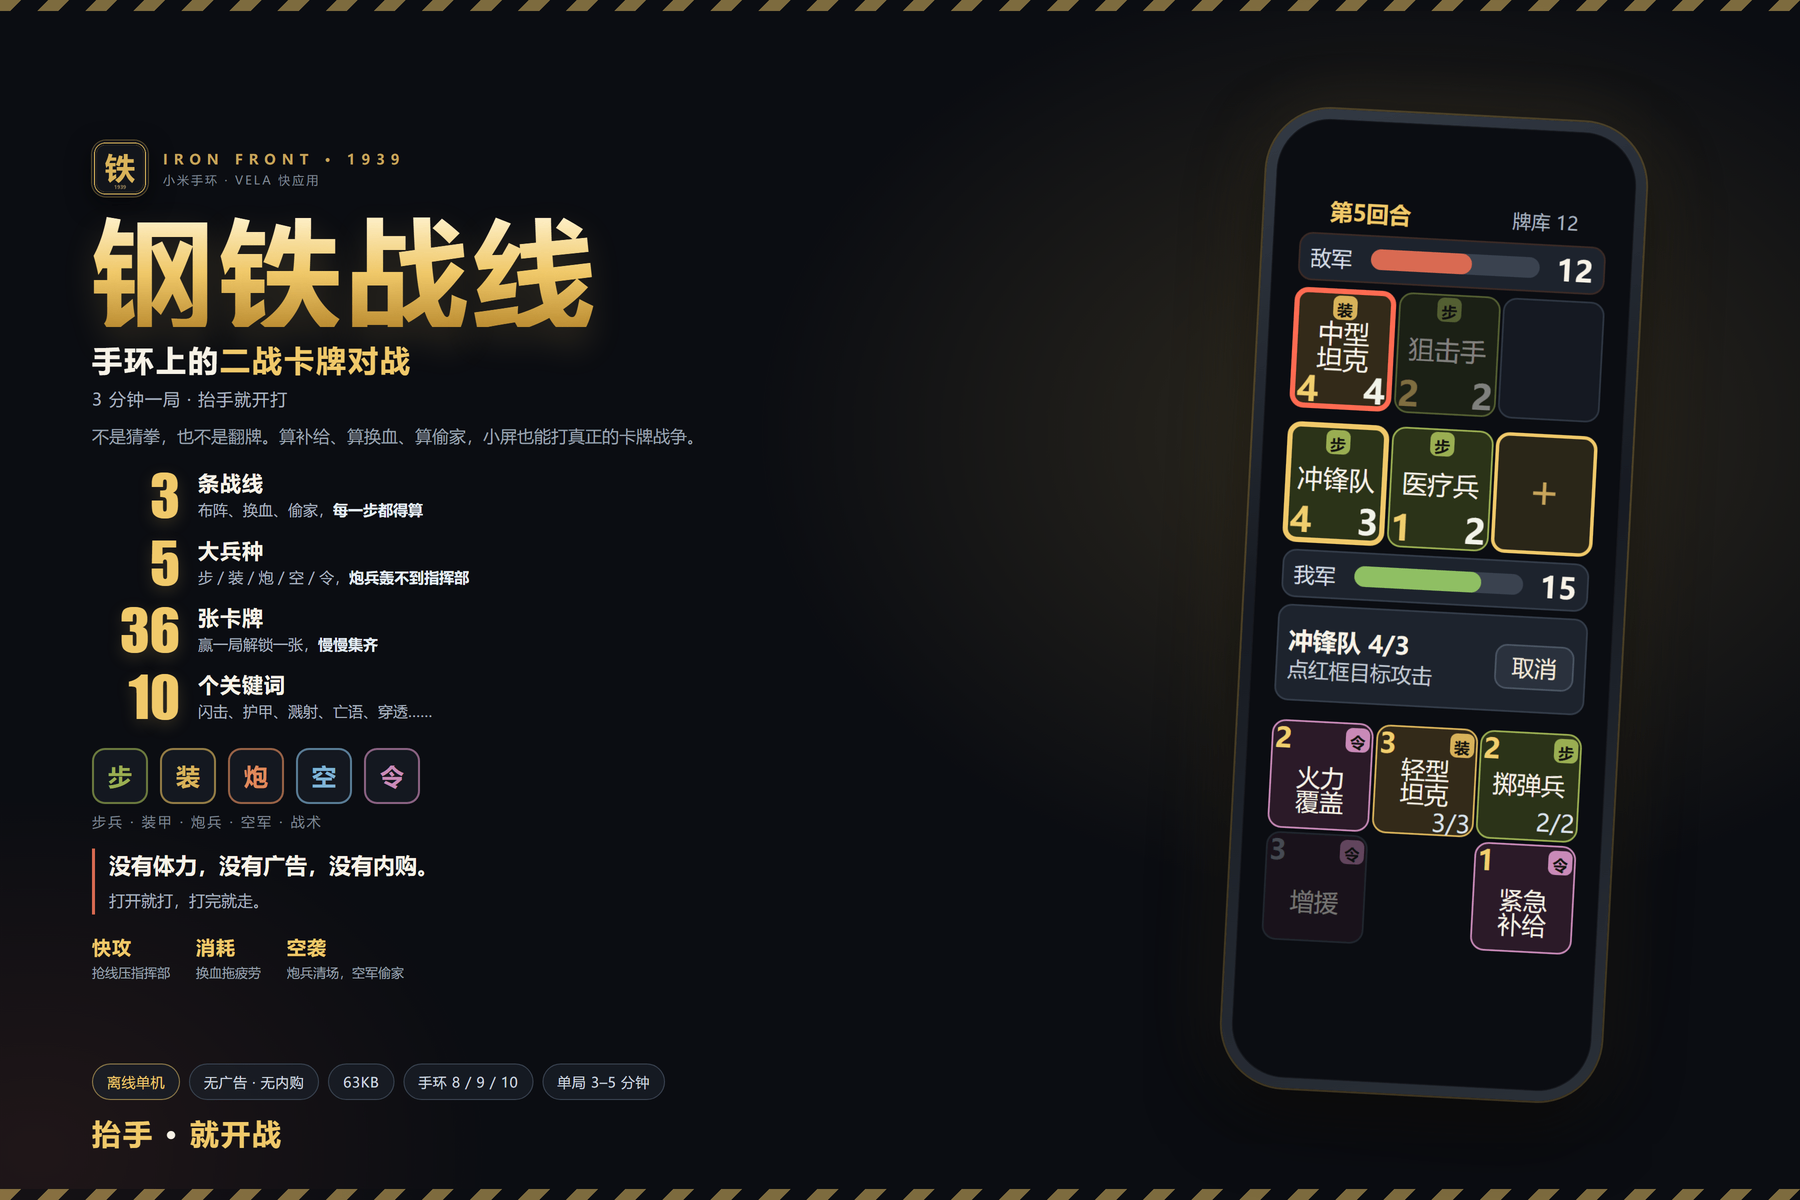 铁
1939
IRON FRONT • 1939
小米手环 · VELA 快应用
钢铁战线
手环上的二战卡牌对战
3 分钟一局 · 抬手就开打
不是猜拳，也不是翻牌。算补给、算换血、算偷家，小屏也能打真正的卡牌战争。
3
条战线
布阵、换血、偷家，每一步都得算
5
大兵种
步 / 装 / 炮 / 空 / 令，炮兵轰不到指挥部
36
张卡牌
赢一局解锁一张，慢慢集齐
10
个关键词
闪击、护甲、溅射、亡语、穿透……
步 装 炮 空 令
步兵 · 装甲 · 炮兵 · 空军 · 战术
没有体力，没有广告，没有内购。
打开就打，打完就走。
快攻 消耗 空袭
抢线压指挥部 换血拖疲劳 炮兵清场，空军偷家
离线单机 无广告 · 无内购 63KB 手环 8 / 9 / 10 单局 3–5 分钟
抬手 • 就开战
第5回合 牌库 12
敌军 12
装 步
中型
坦克
狙击手
4 4 2 2
步 步
冲锋队 医疗兵 +
4 3 1 2
我军 15
冲锋队 4/3
点红框目标攻击
取消
2 令 3 装 2 步
火力
覆盖
轻型
坦克
掷弹兵
3/3 2/2
3 令 1 令
增援
紧急
补给